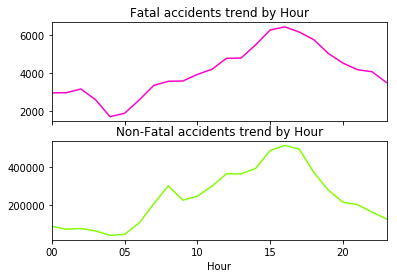 Fatal accidents trend by Hour
6000
4000
2000
Non-Fatal accidents trend by Hour
400000
200000
00 05 10 15 20
Hour